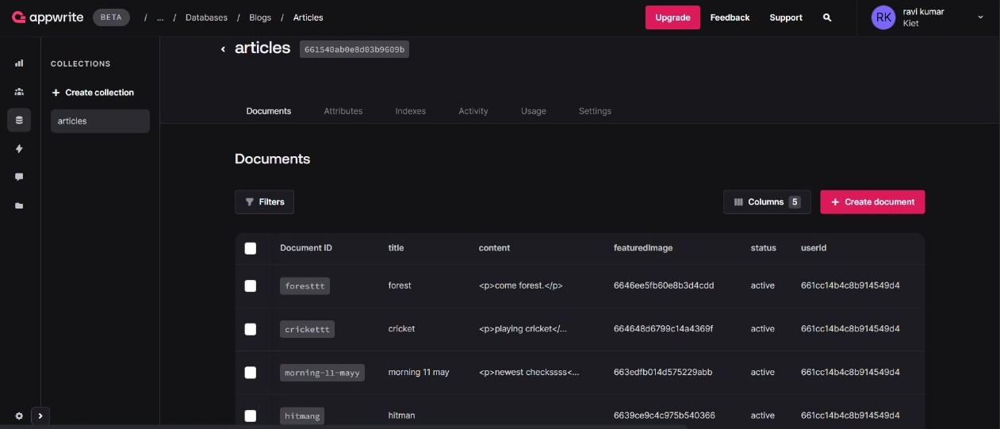 appwrite BETA / ... / Databases / Blogs / Articles Upgrade Feedback Support RK ravi kumar
Kiet
COLLECTIONS
+ Create collection
articles
articles 661540ab0e8d03b9609b
Documents Attributes Indexes Activity Usage Settings
Documents
Filters Columns 5 + Create document
Document ID title content featuredImage status userId
foresttt forest <p>come forest.</p> 6646ee5fb60e8b3d4cdd active 661cc14b4c8b914549d4
crickettt cricket <p>playing cricket</... 664648d6799c14a4369f active 661cc14b4c8b914549d4
morning-11-mayy morning 11 may <p>newest checkssss<... 663edfb014d575229abb active 661cc14b4c8b914549d4
hitmang hitman 6639ce9c4c975b540366 active 661cc14b4c8b914549d4